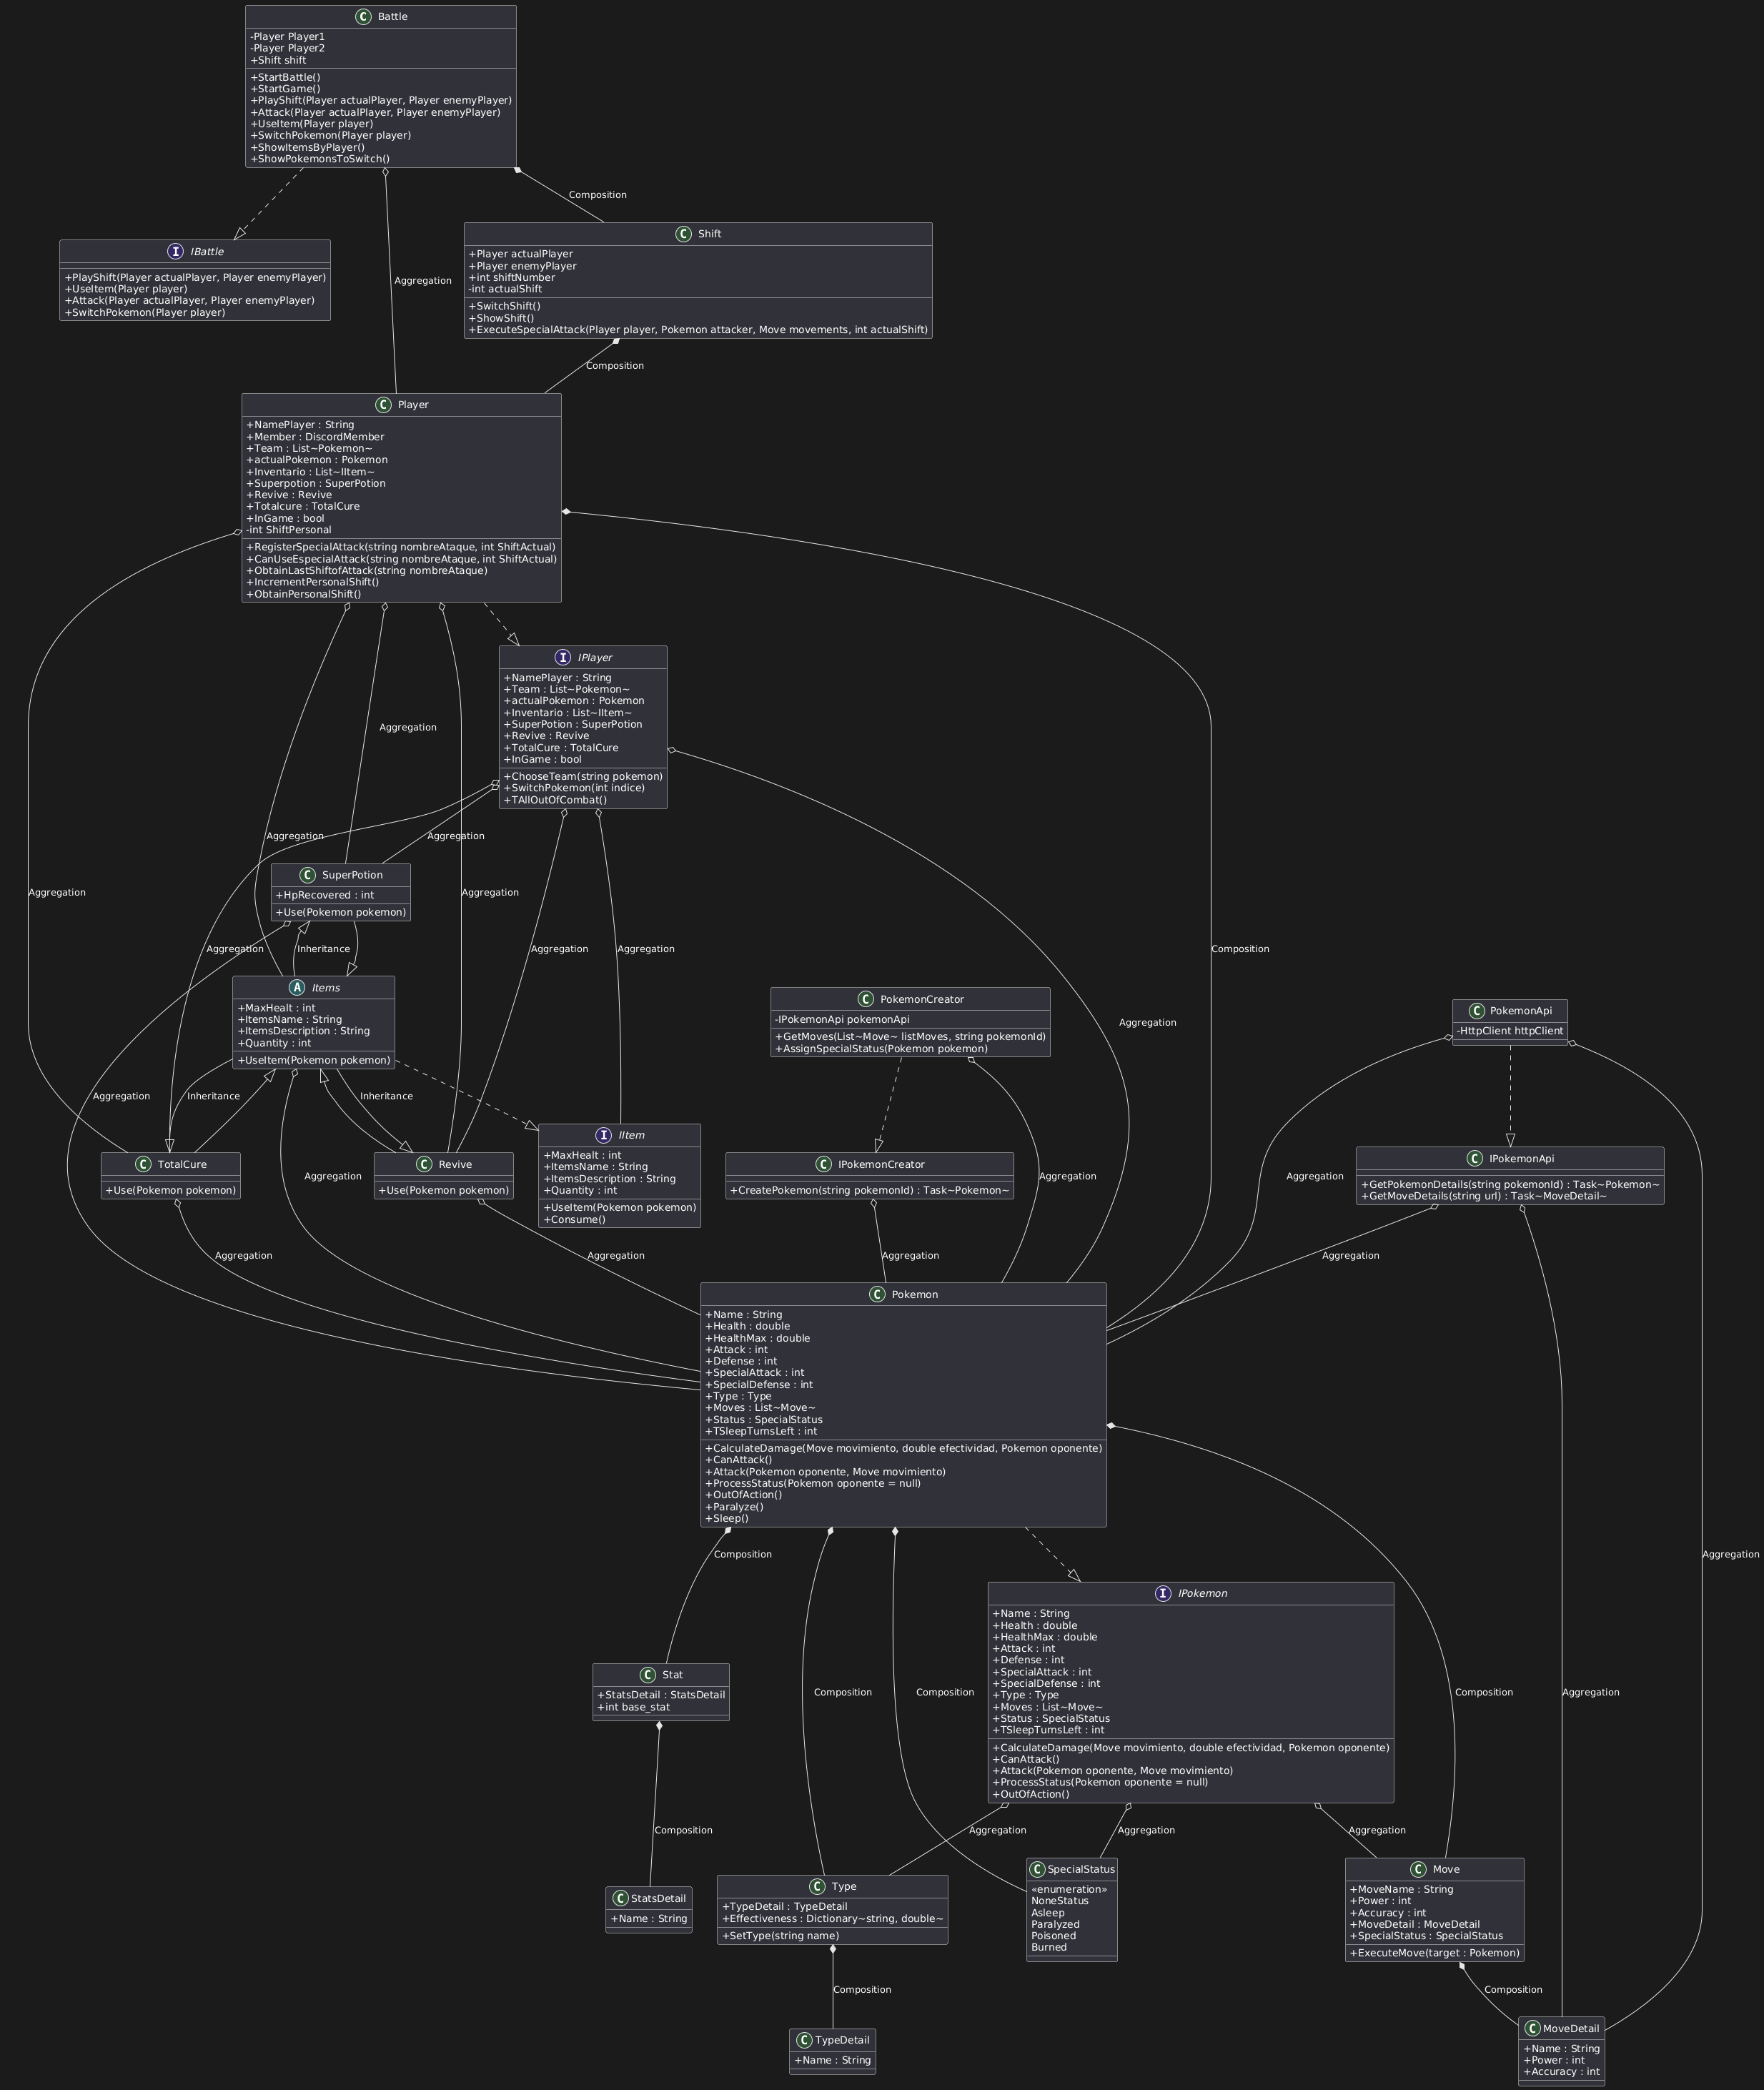 C Battle
-Player Player1
-Player Player2
+Shift shift
+StartBattle()
+StartGame()
+PlayShift(Player actualPlayer, Player enemyPlayer)
+Attack(Player actualPlayer, Player enemyPlayer)
+UseItem(Player player)
+SwitchPokemon(Player player)
+ShowItemsByPlayer()
+ShowPokemonsToSwitch()
Composition
I IBattle
+PlayShift(Player actualPlayer, Player enemyPlayer)
+UseItem(Player player)
+Attack(Player actualPlayer, Player enemyPlayer)
+SwitchPokemon(Player player)
Aggregation
C Shift
+Player actualPlayer
+Player enemyPlayer
+int shiftNumber
-int actualShift
+SwitchShift()
+ShowShift()
+ExecuteSpecialAttack(Player player, Pokemon attacker, Move movements, int actualShift)
Composition
C Player
+NamePlayer : String
+Member : DiscordMember
+Team : List~Pokemon~
+actualPokemon : Pokemon
+Inventario : List~IItem~
+Superpotion : SuperPotion
+Revive : Revive
+Totalcure : TotalCure
+InGame : bool
-int ShiftPersonal
+RegisterSpecialAttack(string nombreAtaque, int ShiftActual)
+CanUseEspecialAttack(string nombreAtaque, int ShiftActual)
+ObtainLastShiftofAttack(string nombreAtaque)
+IncrementPersonalShift()
+ObtainPersonalShift()
I IPlayer
+NamePlayer : String
+Team : List~Pokemon~
+actualPokemon : Pokemon
+Inventario : List~IItem~
+SuperPotion : SuperPotion
+Revive : Revive
+TotalCure : TotalCure
+InGame : bool
+ChooseTeam(string pokemon)
+SwitchPokemon(int indice)
+TAllOutOfCombat()
Aggregation
Aggregation
Aggregation
C SuperPotion
+HpRecovered : int
+Use(Pokemon pokemon)
Aggregation
Aggregation
Aggregation
Inheritance
Aggregation
Aggregation
Composition
A Items
+MaxHealt : int
+ItemsName : String
+ItemsDescription : String
+Quantity : int
+UseItem(Pokemon pokemon)
C PokemonCreator
-IPokemonApi pokemonApi
+GetMoves(List~Move~ listMoves, string pokemonId)
+AssignSpecialStatus(Pokemon pokemon)
Aggregation
C PokemonApi
-HttpClient httpClient
Aggregation
Inheritance
Inheritance
C TotalCure
+Use(Pokemon pokemon)
Aggregation
C Revive
+Use(Pokemon pokemon)
I IItem
+MaxHealt : int
+ItemsName : String
+ItemsDescription : String
+Quantity : int
+UseItem(Pokemon pokemon)
+Consume()
C IPokemonCreator
+CreatePokemon(string pokemonId) : Task~Pokemon~
Aggregation
Aggregation
C IPokemonApi
+GetPokemonDetails(string pokemonId) : Task~Pokemon~
+GetMoveDetails(string url) : Task~MoveDetail~
Aggregation
Aggregation
Aggregation
Aggregation
C Pokemon
+Name : String
+Health : double
+HealthMax : double
+Attack : int
+Defense : int
+SpecialAttack : int
+SpecialDefense : int
+Type : Type
+Moves : List~Move~
+Status : SpecialStatus
+TSleepTurnsLeft : int
+CalculateDamage(Move movimiento, double efectividad, Pokemon oponente)
+CanAttack()
+Attack(Pokemon oponente, Move movimiento)
+ProcessStatus(Pokemon oponente = null)
+OutOfAction()
+Paralyze()
+Sleep()
Composition
Aggregation
I IPokemon
+Name : String
+Health : double
+HealthMax : double
+Attack : int
+Defense : int
+SpecialAttack : int
+SpecialDefense : int
+Type : Type
+Moves : List~Move~
+Status : SpecialStatus
+TSleepTurnsLeft : int
+CalculateDamage(Move movimiento, double efectividad, Pokemon oponente)
+CanAttack()
+Attack(Pokemon oponente, Move movimiento)
+ProcessStatus(Pokemon oponente = null)
+OutOfAction()
C Stat
+StatsDetail : StatsDetail
+int base_stat
Composition
Composition
Composition
Aggregation
Composition
Aggregation
Aggregation
Aggregation
C StatsDetail
+Name : String
C Type
+TypeDetail : TypeDetail
+Effectiveness : Dictionary~string, double~
+SetType(string name)
C SpecialStatus
«enumeration»
NoneStatus
Asleep
Paralyzed
Poisoned
Burned
C Move
+MoveName : String
+Power : int
+Accuracy : int
+MoveDetail : MoveDetail
+SpecialStatus : SpecialStatus
+ExecuteMove(target : Pokemon)
Composition
Composition
C TypeDetail
+Name : String
C MoveDetail
+Name : String
+Power : int
+Accuracy : int